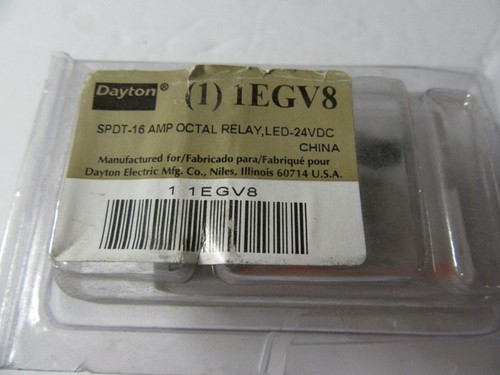 Dayton® (1) 1EGV8
SPDT-16 AMP OCTAL RELAY,LED-24VDC
CHINA
Manufactured for/Fabricado para/Fabriqué pour
Dayton Electric Mfg. Co., Niles, Illinois 60714 U.S.A.
1 1EGV8